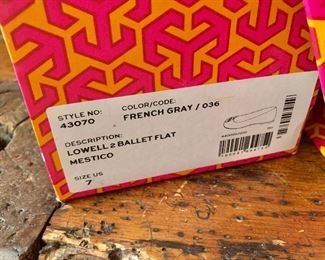 STYLE NO:
43070
COLOR/CODE:
FRENCH GRAY / 036
DESCRIPTION:
LOWELL 2 BALLET FLAT
MESTICO
SIZE US
7